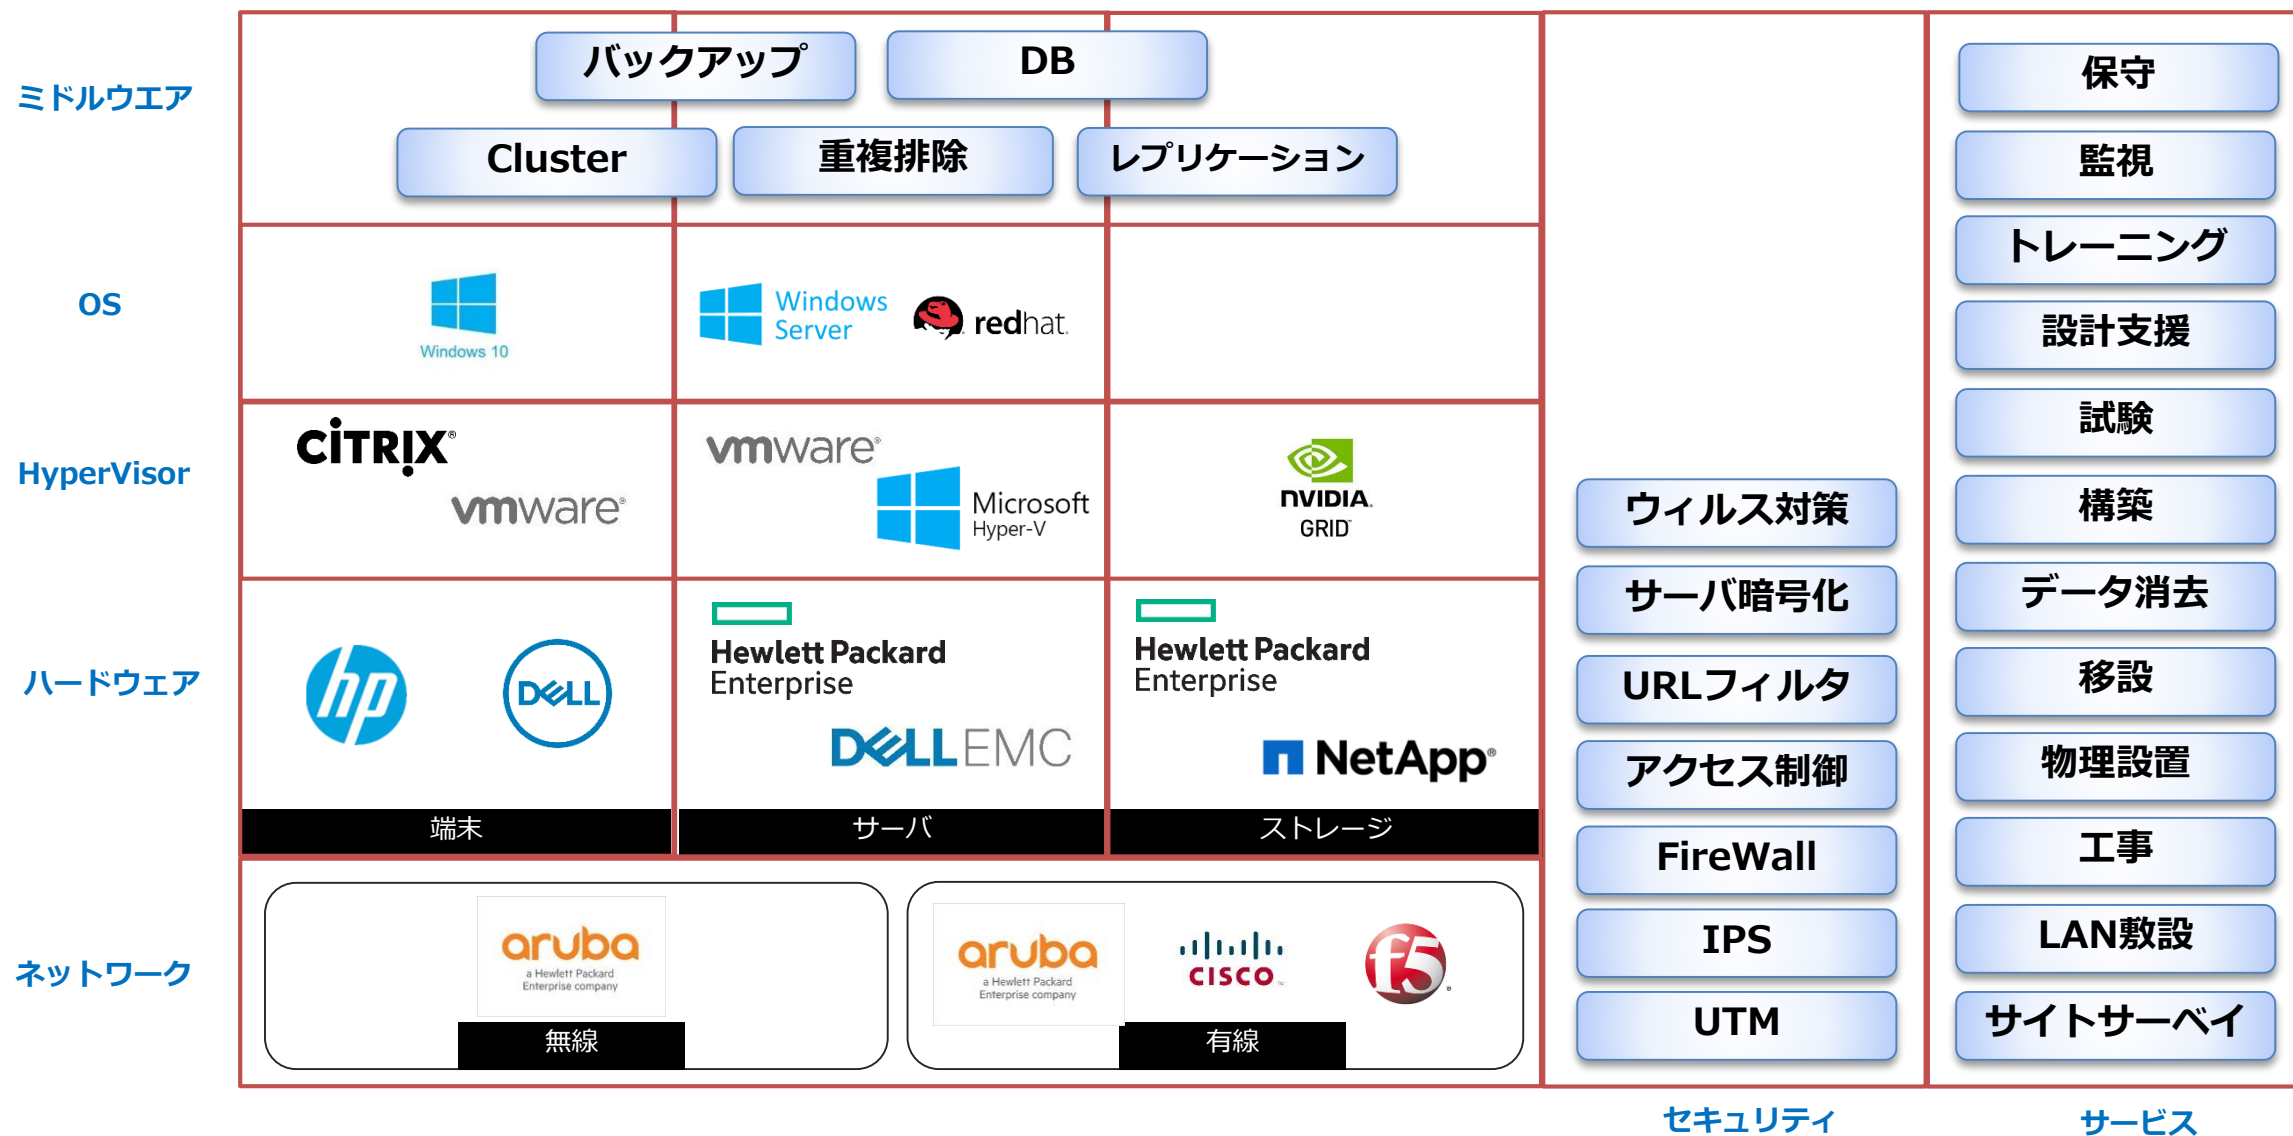 ミドルウエア
バックアップ
DB
Cluster
重複排除
レプリケーション
OS
Windows 10
Windows
Server
redhat.
HyperVisor
CİTRIX®
vmware®
vmware®
Microsoft
Hyper-V
NVIDIA.
GRID™
ハードウェア
hp
DELL
Hewlett Packard
Enterprise
DELLEMC
Hewlett Packard
Enterprise
NetApp®
端末
サーバ
ストレージ
ネットワーク
aruba
a Hewlett Packard
Enterprise company
無線
aruba
a Hewlett Packard
Enterprise company
CISCO™
f5®
有線
ウィルス対策
サーバ暗号化
URLフィルタ
アクセス制御
FireWall
IPS
UTM
セキュリティ
保守
監視
トレーニング
設計支援
試験
構築
データ消去
移設
物理設置
工事
LAN敷設
サイトサーベイ
サービス